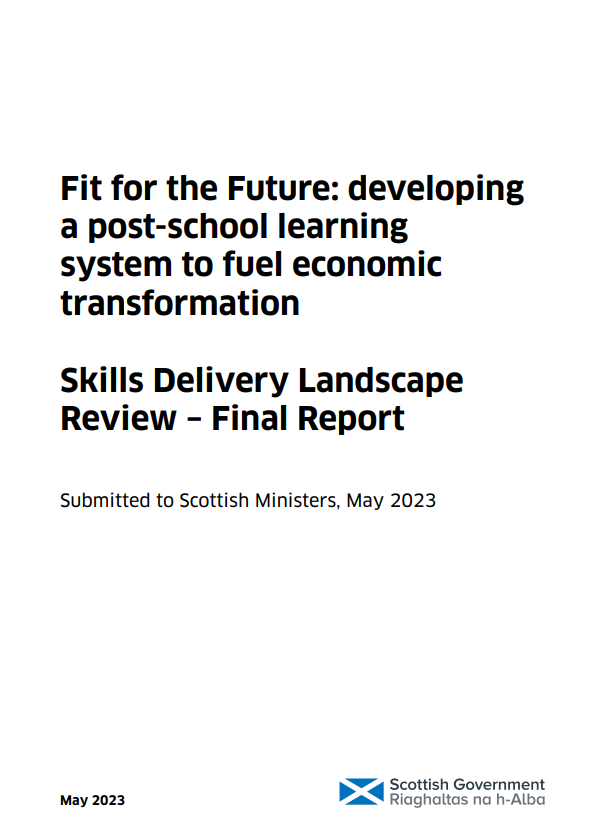 Fit for the Future: developing
a post-school learning
system to fuel economic
transformation
Skills Delivery Landscape
Review – Final Report
Submitted to Scottish Ministers, May 2023
May 2023
Scottish Government
Riaghaltas na h-Alba